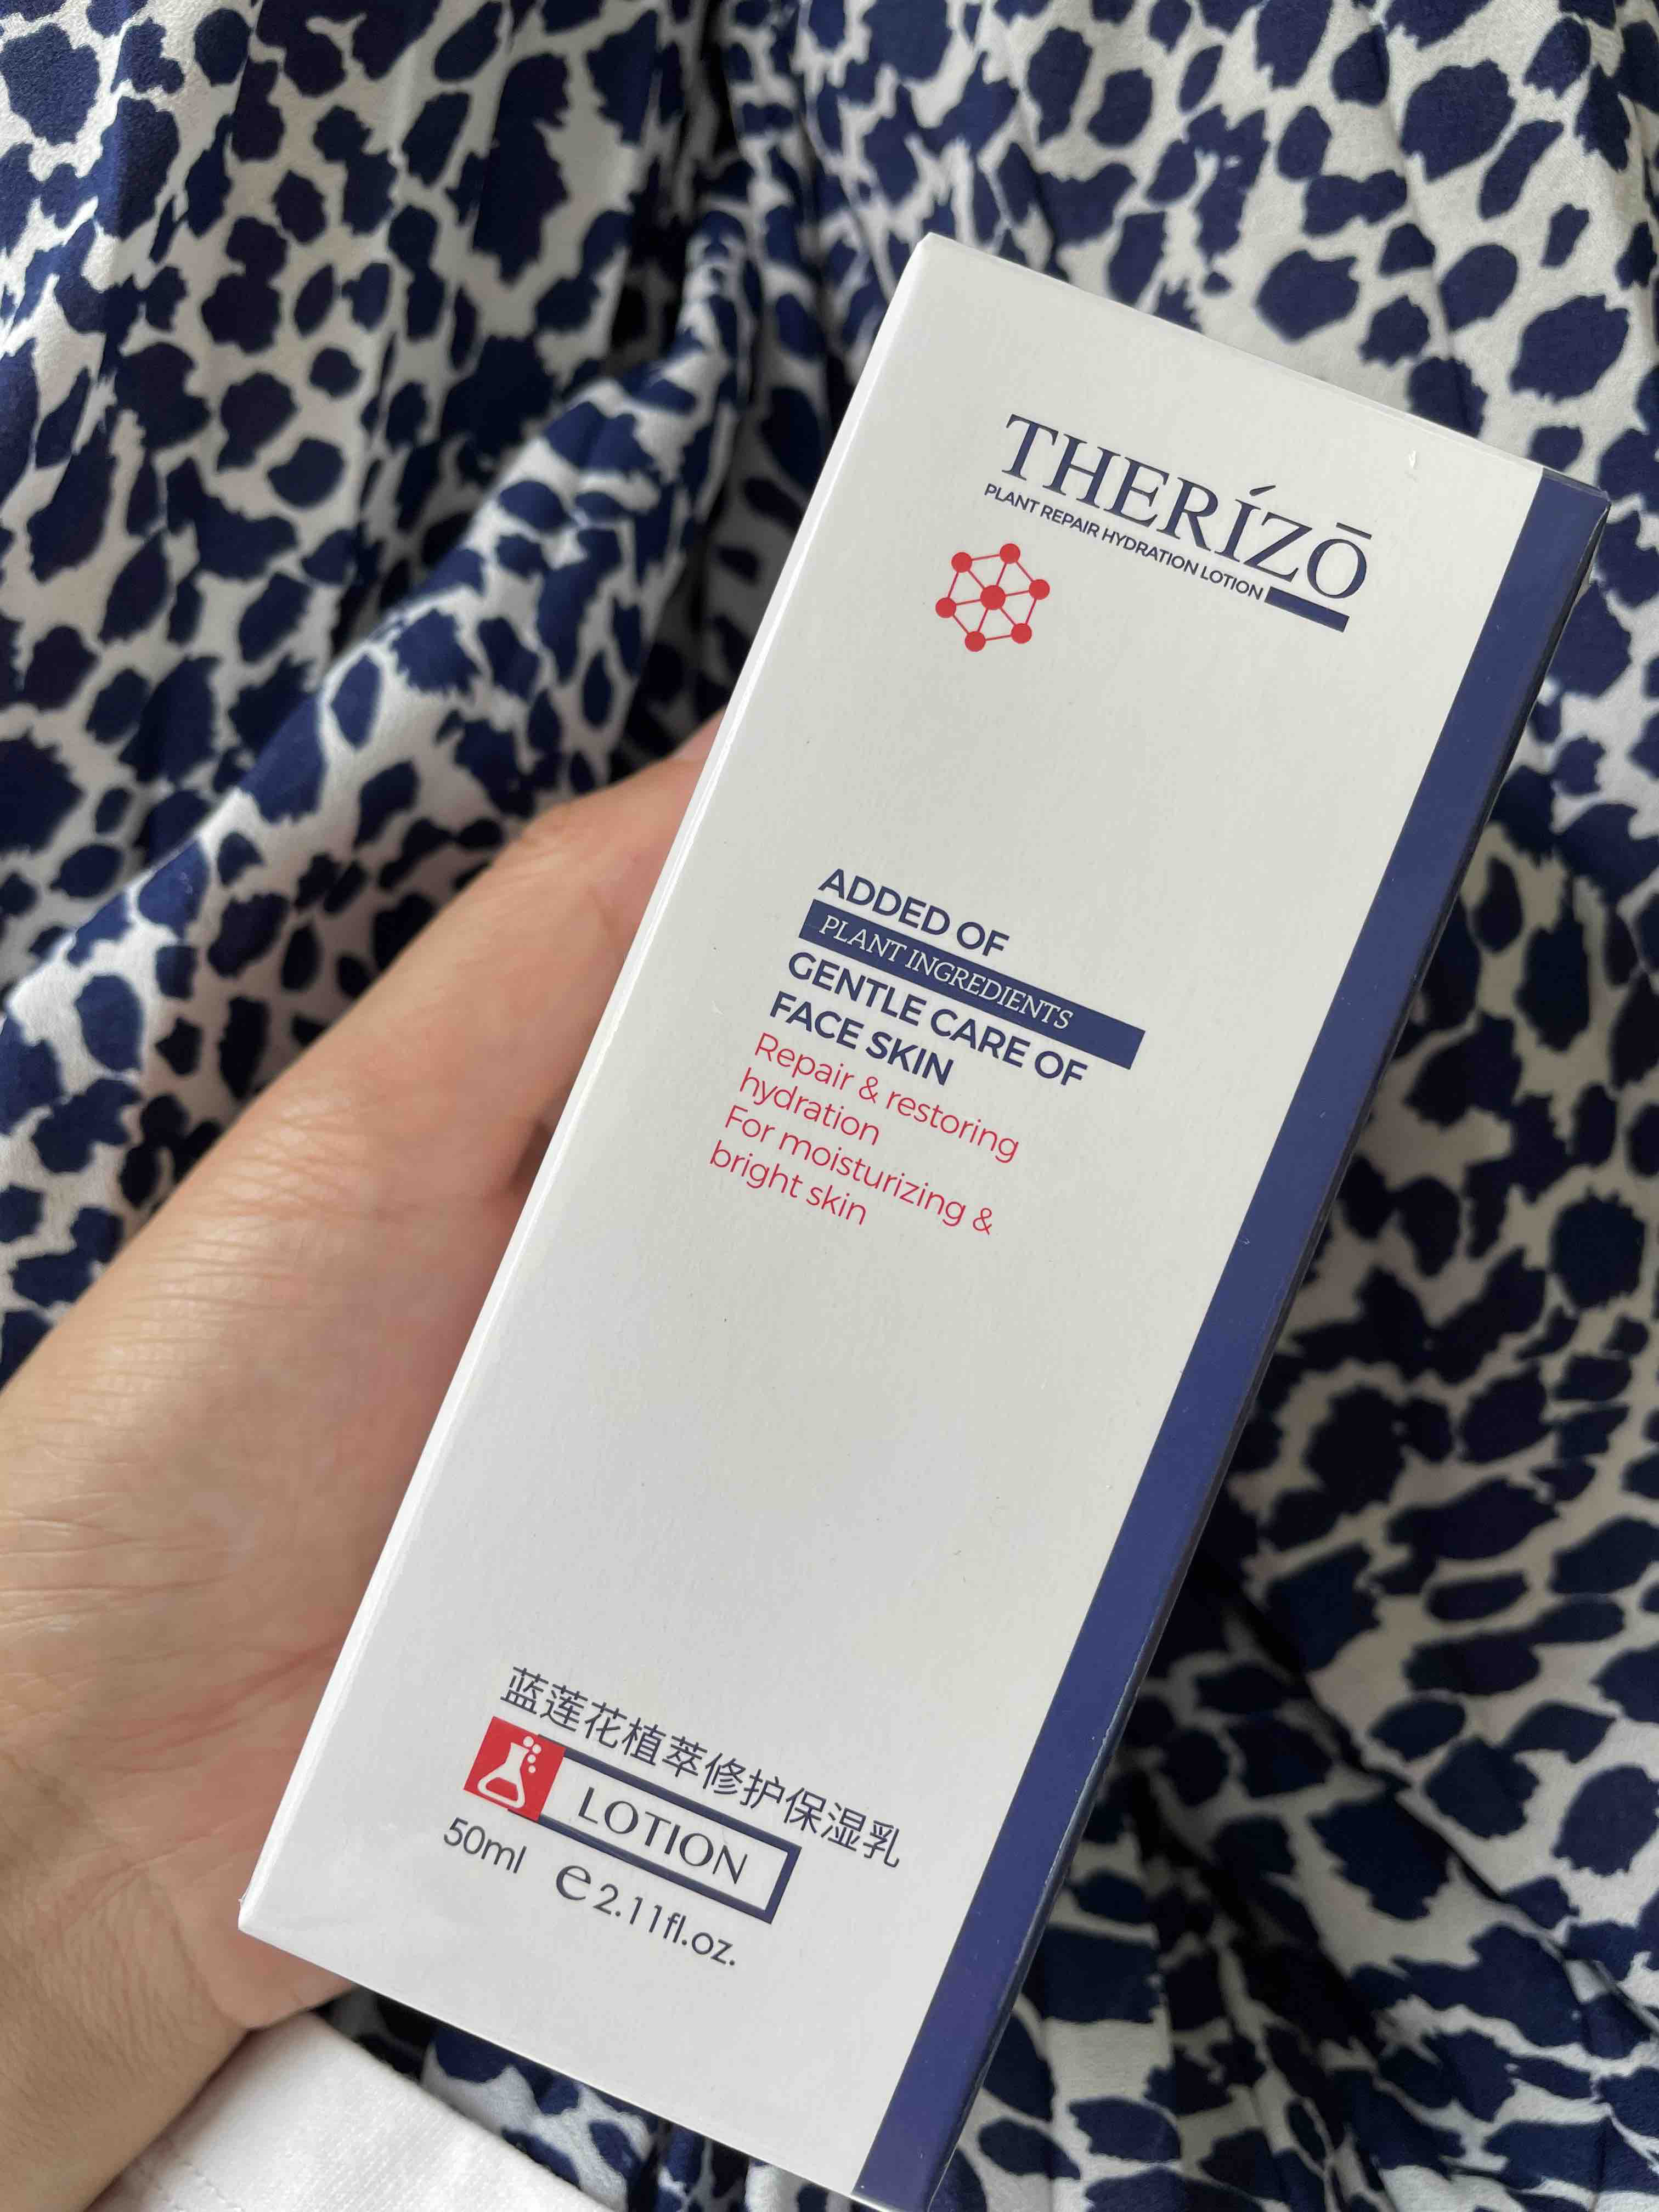 THERÍZŌ
PLANT REPAIR HYDRATION LOTION
ADDED OF
PLANT INGREDIENTS
GENTLE CARE OF
FACE SKIN
Repair & restoring
hydration
For moisturizing &
bright skin
蓝莲花植萃修护保湿乳
LOTION
50ml e 2.11fl.oz.